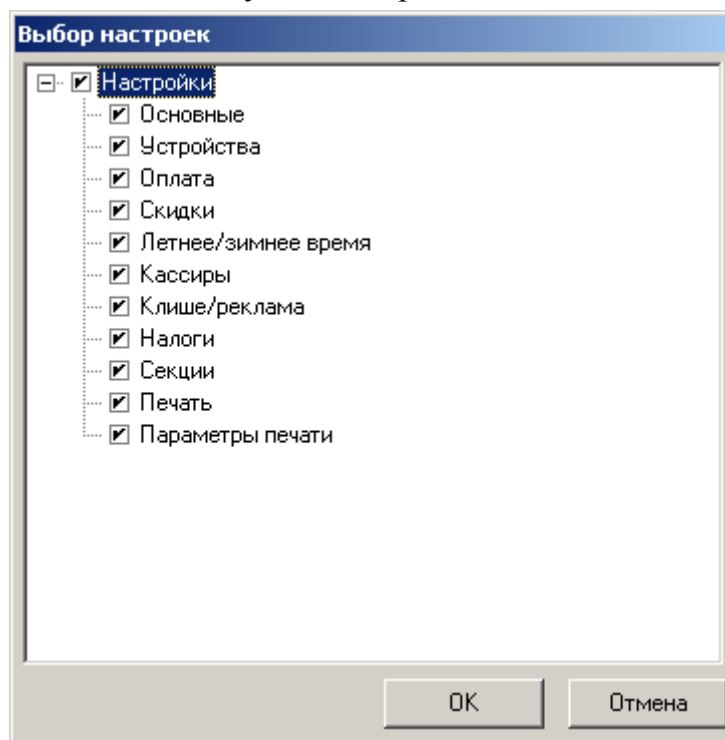 Выбор настроек
Настройки
Основные
Устройства
Оплата
Скидки
Летнее/зимнее время
Кассиры
Клише/реклама
Налоги
Секции
Печать
Параметры печати
OK
Отмена